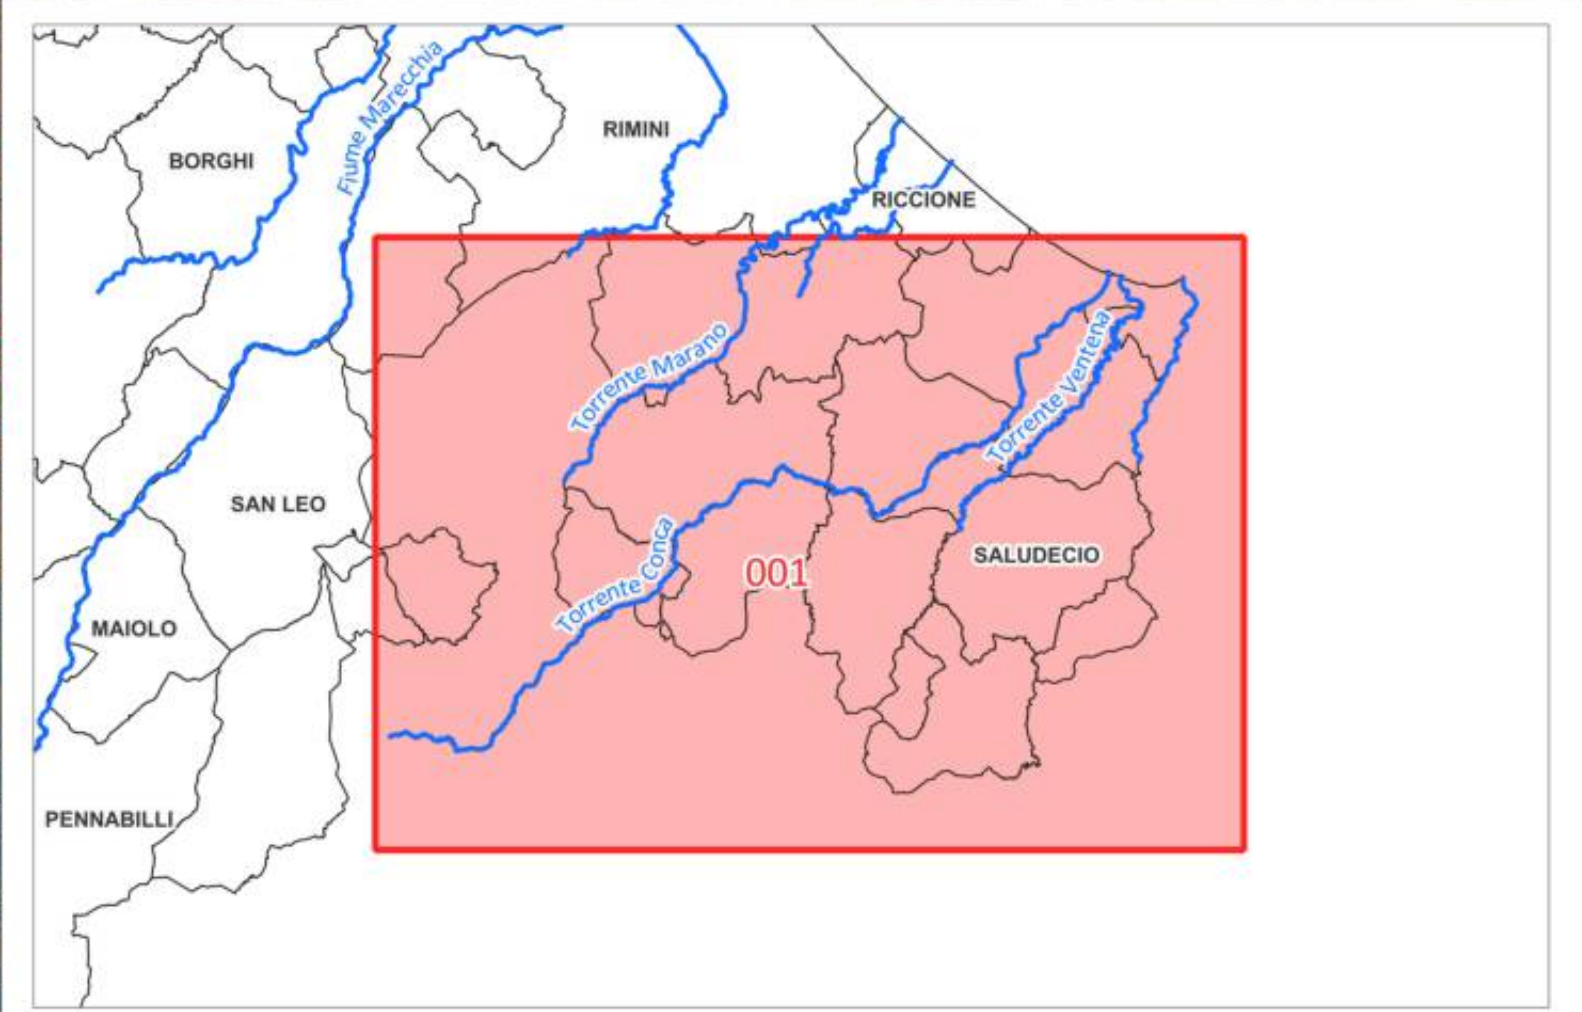 Fiume Marecchia
RIMINI
BORGHI
RICCIONE
Torrente Marano
Torrente Ventena
SAN LEO
Torrente Conca
SALUDECIO
001
MAIOLO
PENNABILLI